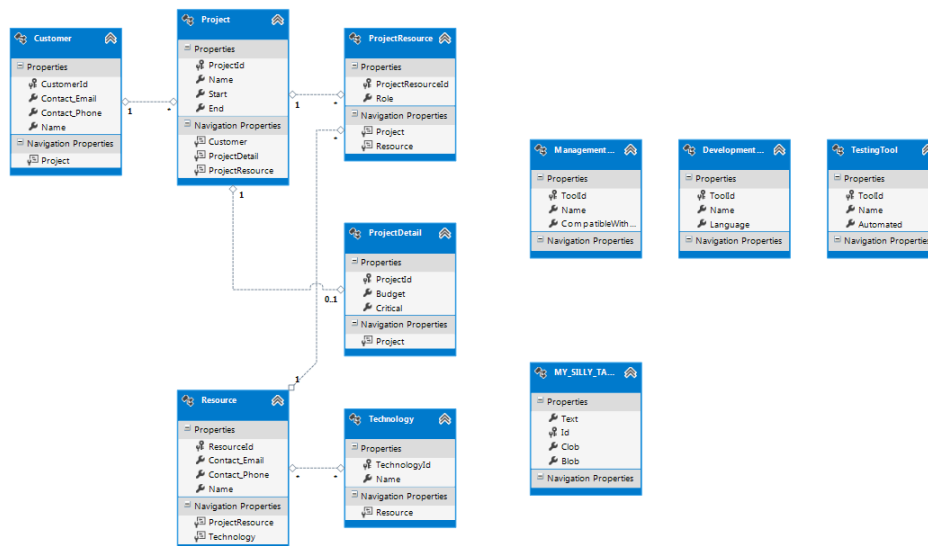 Customer
Properties
CustomerId
Contact_Email
Contact_Phone
Name
Navigation Properties
Project
1
*
Project
Properties
ProjectId
Name
Start
End
Navigation Properties
Customer
ProjectDetail
ProjectResource
1
*
1
ProjectResource
Properties
ProjectResourceId
Role
Navigation Properties
Project
Resource
*
ProjectDetail
Properties
ProjectId
Budget
Critical
Navigation Properties
Project
0..1
1
Resource
Properties
ResourceId
Contact_Email
Contact_Phone
Name
Navigation Properties
ProjectResource
Technology
*
*
Technology
Properties
TechnologyId
Name
Navigation Properties
Resource
Management...
Properties
ToolId
Name
CompatibleWith...
Navigation Properties
Development...
Properties
ToolId
Name
Language
Navigation Properties
TestingTool
Properties
ToolId
Name
Automated
Navigation Properties
MY_SILLY_TA...
Properties
Text
Id
Clob
Blob
Navigation Properties